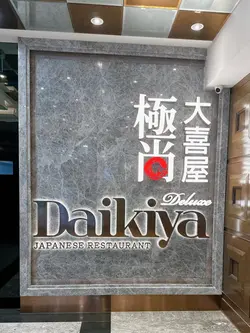 大喜屋
極尚
Deluxe
Daikiya
JAPANESE RESTAURANT